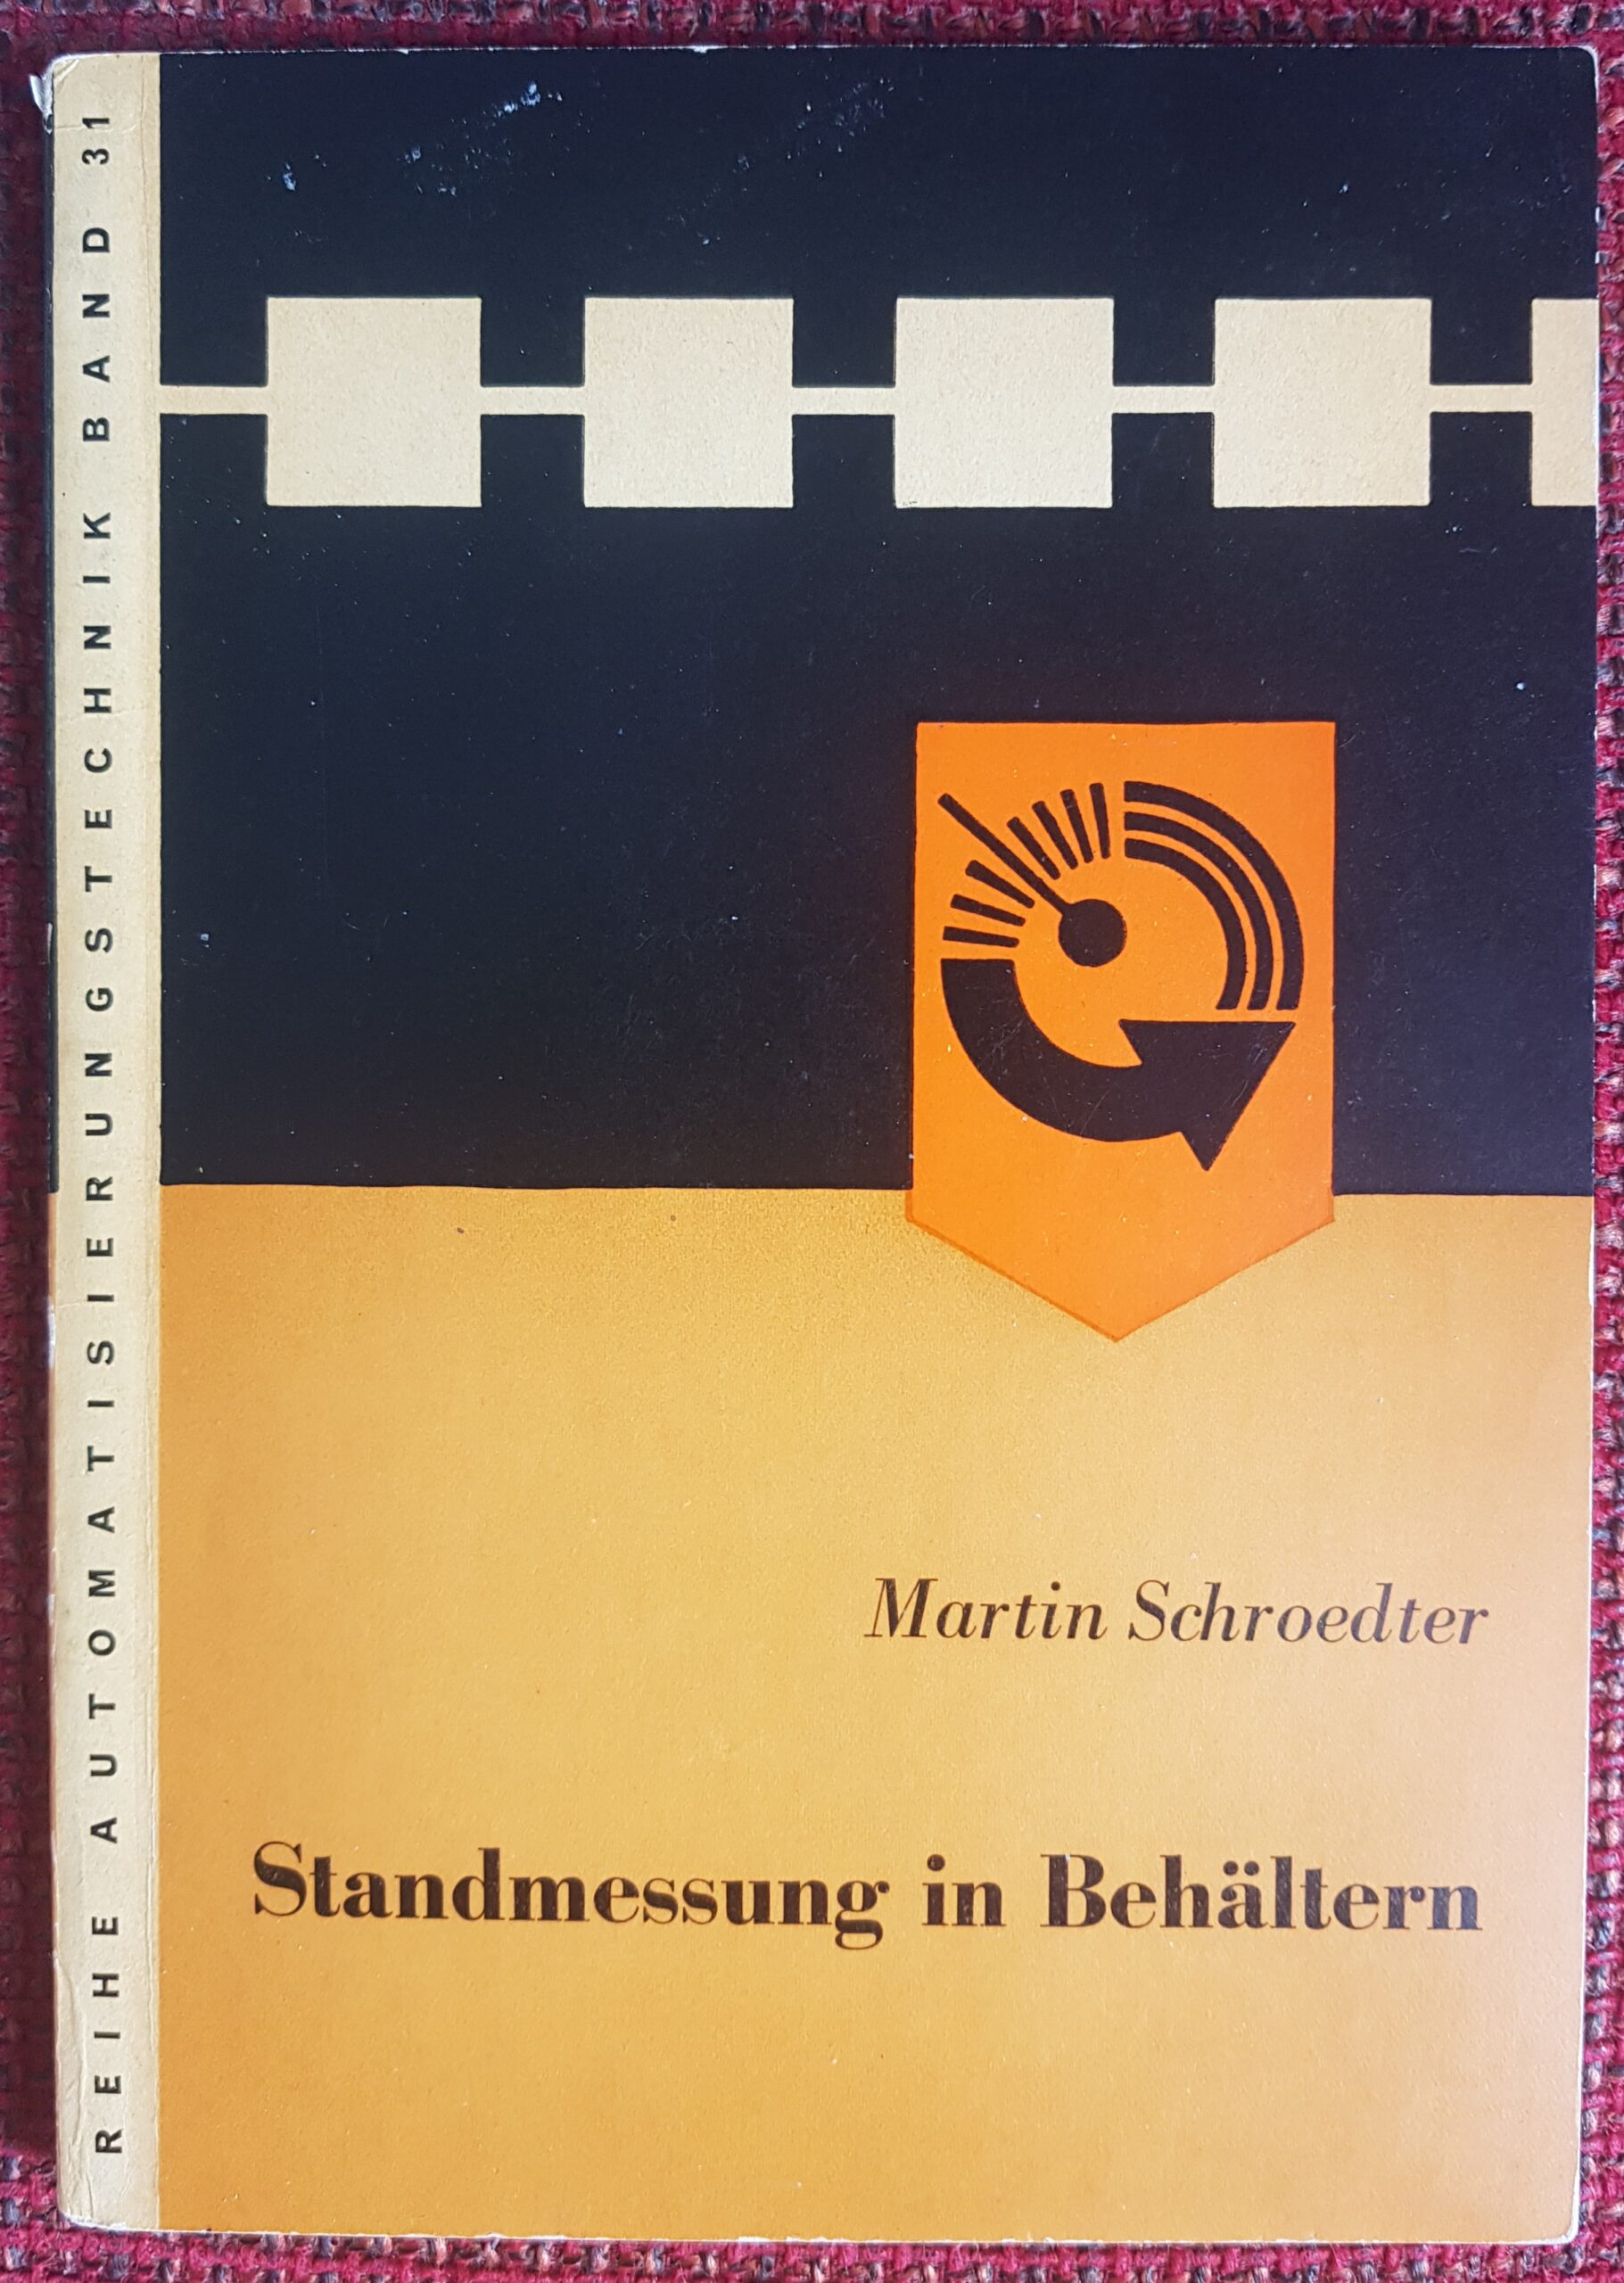 REIHE AUTOMATISIERUNGSTECHNIK BAND 31
Martin Schroedter
Standmessung in Behältern